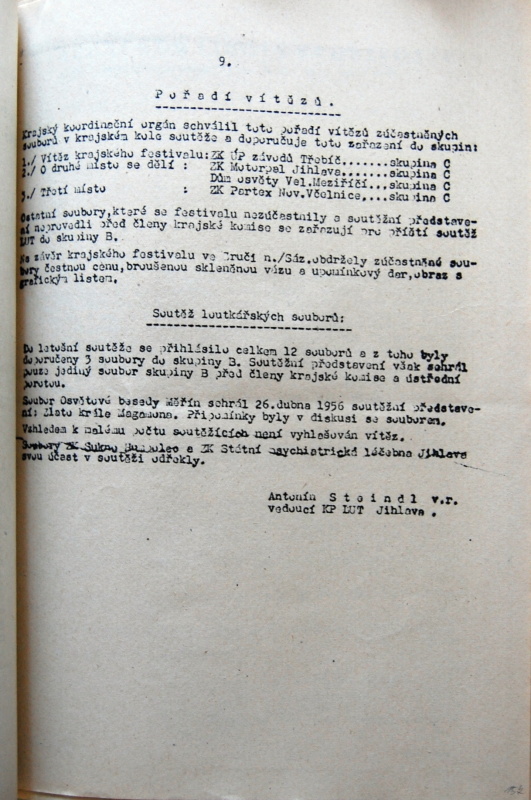 9.
Pořadí vítězů.
Krajský koordinační orgán schválil toto pořadí vítězů zúčastněných
souborů v krajském kole soutěže a doporučuje toto zařazení do skupin:
1./ Vítěz krajského festivalu: ZK ÚP závodů Třebíč.......skupina C
2./ O druhé místo se dělí : ZK Motorpal Jihlava........skupina C
Dům osvěty Vel.Meziříčí....skupina C
3./ Třetí místo : ZK Partex Nov.Včelnice,...skupina C
Ostatní soubory,které se festivalu nezúčastnily a soutěžní představe-
ní neprovedli před členy krajské komise se zařazují pro příští soutěž
LUT do skupiny B.
Na závěr krajského festivalu ve Bruči n./Sáz.obdržely zúčastněné sou-
bory čestnou cenu,broušenou skleněnou vázu a upomínkový dar,obraz s
grafickým listem.
Soutěž loutkářských souborů:
Do letošní soutěže se přihlásilo celkem 12 souborů a z toho byly
doporučeny 3 soubory do skupiny B. Soutěžní představení však sehrál
pouze jediný soubor skupiny B před členy krajské komise a ústřední
porotou.
Soubor Osvětové besedy Měřín sehrál 26.dubna 1956 soutěžní představe-
ní: Zlato krále Magamona. Připomínky byly v diskusi se souborem.
Vzhledem k malému počtu soutěžících není vyhlašován vítěz.
Soubory ZK Sukno Humpolec a ZK Státní psychiatrická léčebna Jihlava
svou účast v soutěži odřekly.
Antonín Steindl v.r.
vedoucí KP LUT Jihlava.